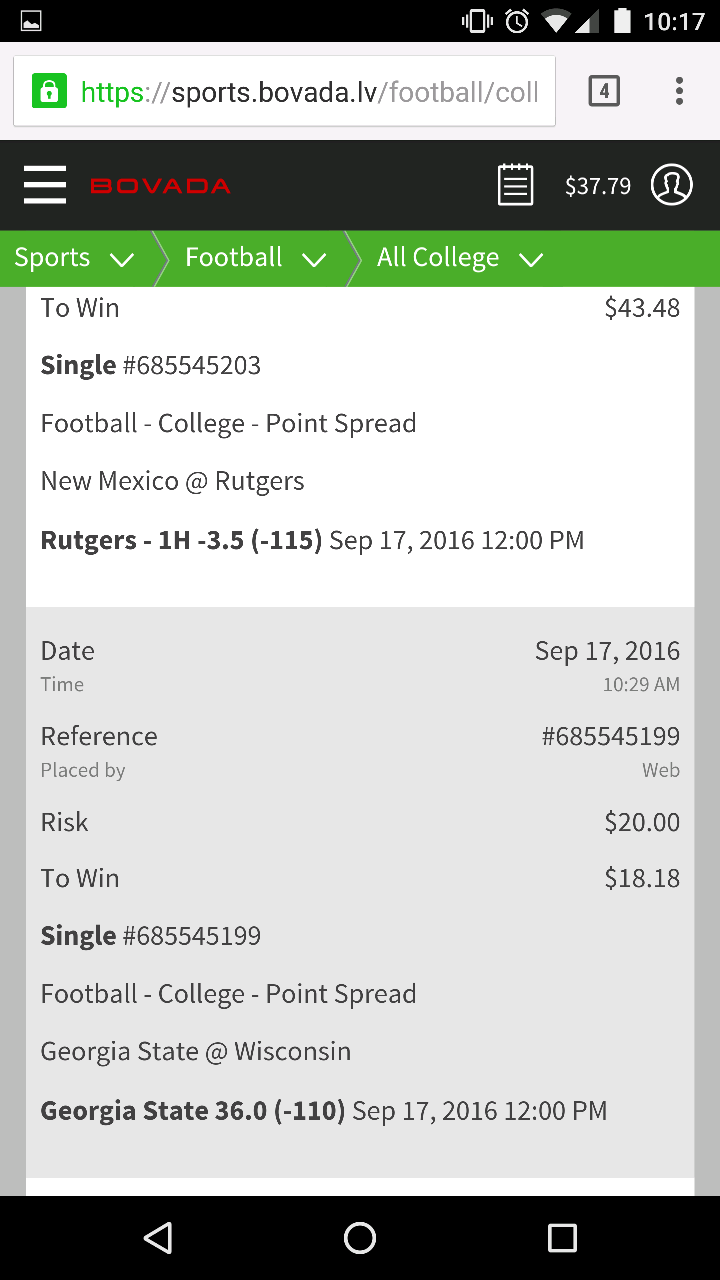 10:17
https://sports.bovada.lv/football/coll
4
BOVADA
$37.79
Sports Football All College
To Win $43.48
Single #685545203
Football - College - Point Spread
New Mexico @ Rutgers
Rutgers - 1H -3.5 (-115) Sep 17, 2016 12:00 PM
Date Sep 17, 2016
Time 10:29 AM
Reference #685545199
Placed by Web
Risk $20.00
To Win $18.18
Single #685545199
Football - College - Point Spread
Georgia State @ Wisconsin
Georgia State 36.0 (-110) Sep 17, 2016 12:00 PM